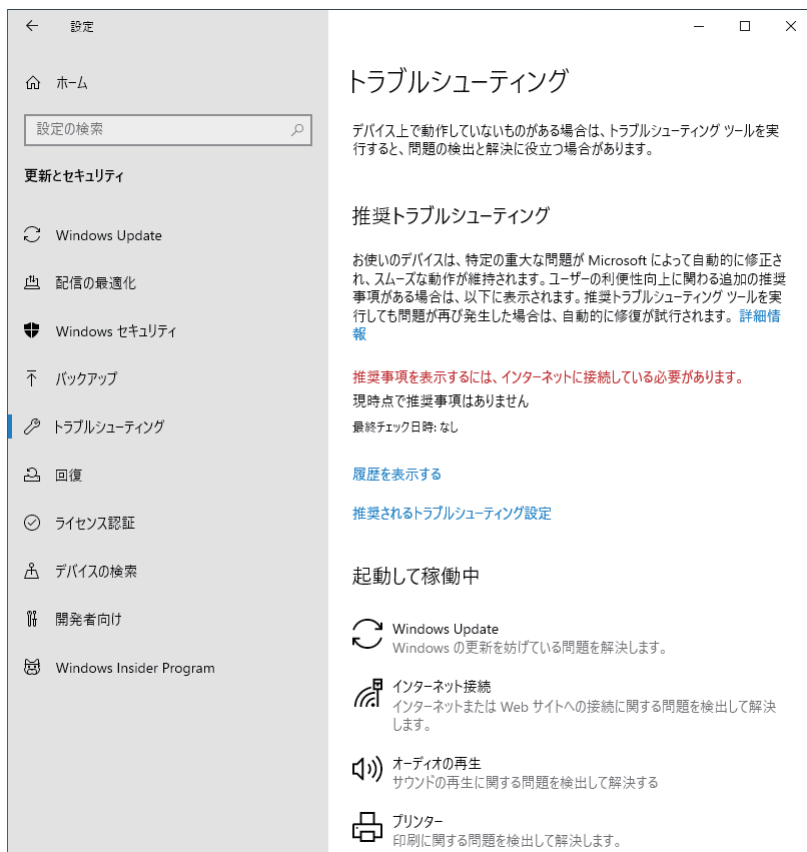 設定
ホーム
設定の検索
更新とセキュリティ
Windows Update
配信の最適化
Windows セキュリティ
バックアップ
トラブルシューティング
回復
ライセンス認証
デバイスの検索
開発者向け
Windows Insider Program
トラブルシューティング
デバイス上で動作していないものがある場合は、トラブルシューティング ツールを実
行すると、問題の検出と解決に役立つ場合があります。
推奨トラブルシューティング
お使いのデバイスは、特定の重大な問題が Microsoft によって自動的に修正さ
れ、スムーズな動作が維持されます。ユーザーの利便性向上に関わる追加の推奨
事項がある場合は、以下に表示されます。推奨トラブルシューティング ツールを実
行しても問題が再び発生した場合は、自動的に修復が試行されます。 詳細情
報
推奨事項を表示するには、インターネットに接続している必要があります。
現時点で推奨事項はありません
最終チェック日時: なし
履歴を表示する
推奨されるトラブルシューティング設定
起動して稼働中
Windows Update
Windows の更新を妨げている問題を解決します。
インターネット接続
インターネットまたは Web サイトへの接続に関する問題を検出して解決
します。
オーディオの再生
サウンドの再生に関する問題を検出して解決する
プリンター
印刷に関する問題を検出して解決します。